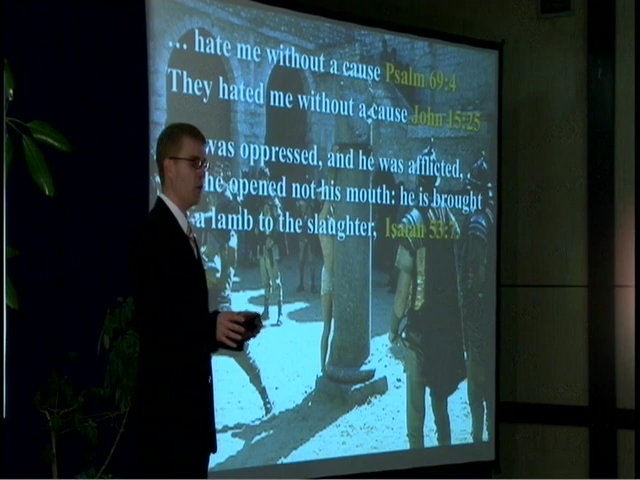 ... hate me without a cause Psalm 69:4
They hated me without a cause John 15:25
was oppressed, and he was afflicted,
he opened not his mouth: he is brought
a lamb to the slaughter, Isaiah 53:7